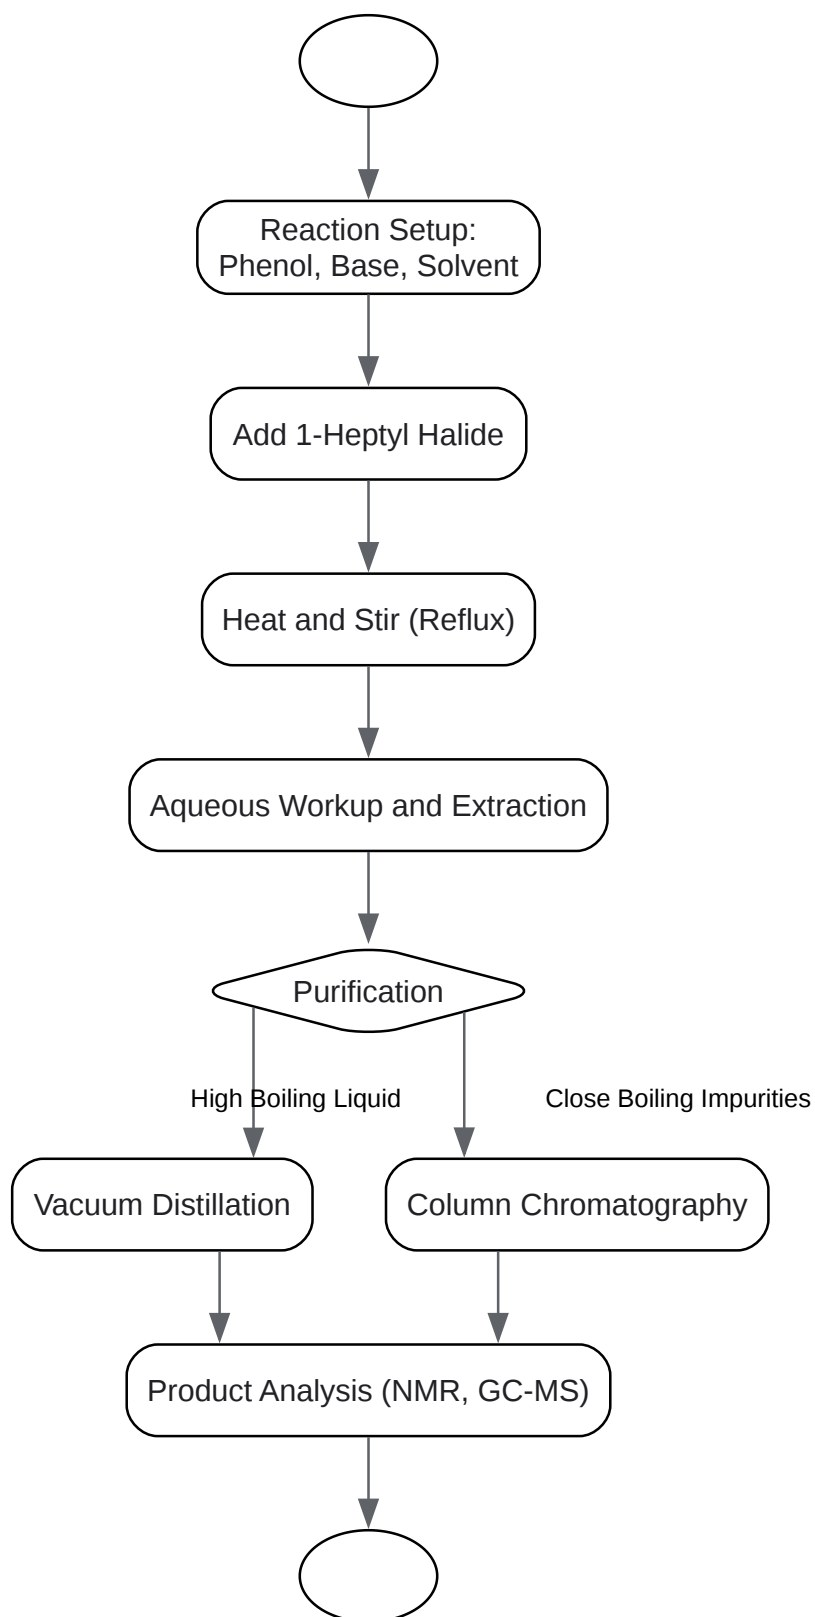 Reaction Setup:
Phenol, Base, Solvent
Add 1-Heptyl Halide
Heat and Stir (Reflux)
Aqueous Workup and Extraction
Purification
High Boiling Liquid
Close Boiling Impurities
Vacuum Distillation
Column Chromatography
Product Analysis (NMR, GC-MS)